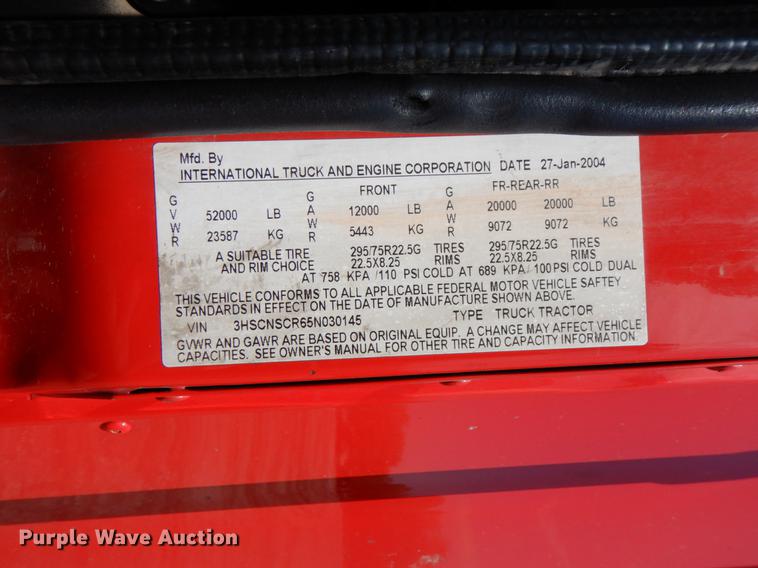 Mfd. By
INTERNATIONAL TRUCK AND ENGINE CORPORATION DATE 27-Jan-2004
G V W R 52000 LB 23587 KG
G A W R FRONT 12000 LB 5443 KG
G A W R FR-REAR-RR 20000 20000 LB 9072 9072 KG
A SUITABLE TIRE 295/75R22.5G TIRES 295/75R22.5G
AND RIM CHOICE 22.5X8.25 RIMS 22.5X8.25
AT 758 KPA /110 PSI COLD AT 689 KPA/ 100 PSI COLD DUAL
THIS VEHICLE CONFORMS TO ALL APPLICABLE FEDERAL MOTOR VEHICLE SAFTEY
STANDARDS IN EFFECT ON THE DATE OF MANUFACTURE SHOWN ABOVE.
VIN 3HSCNSCR65N030145 TYPE TRUCK TRACTOR
GVWR AND GAWR ARE BASED ON ORIGINAL EQUIP. A CHANGE MAY AFFECT VEHICLE
CAPACITIES. SEE OWNER'S MANUAL FOR OTHER TIRE AND CAPACITY INFORMATION
Purple Wave Auction